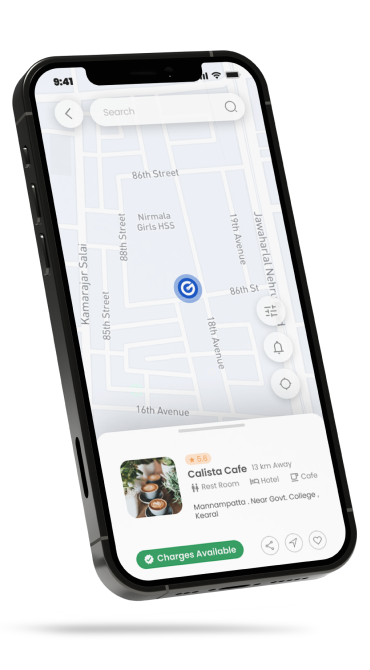 9:41
Search
86th Street
Nirmala
Girls HSS
88th Street
19th Avenue
Jawaharlal Nehru
Kamarajar Salai
86th St
85th Street
18th Avenue
16th Avenue
★ 5.6
Calista Cafe 13 km Away
Rest Room Hotel Cafe
Mannampatta . Near Govt. College ,
Kearal
Charges Available